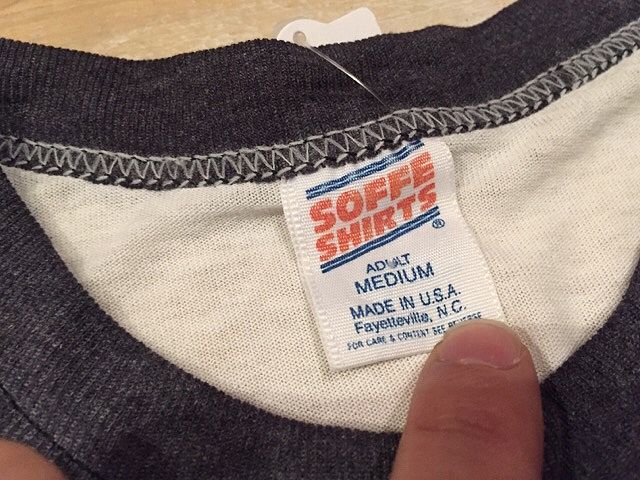 SOFFE
SHIRTS
®
ADULT
MEDIUM
MADE IN U.S.A.
Fayetteville, N.C.
FOR CARE & CONTENT SEE REVERSE